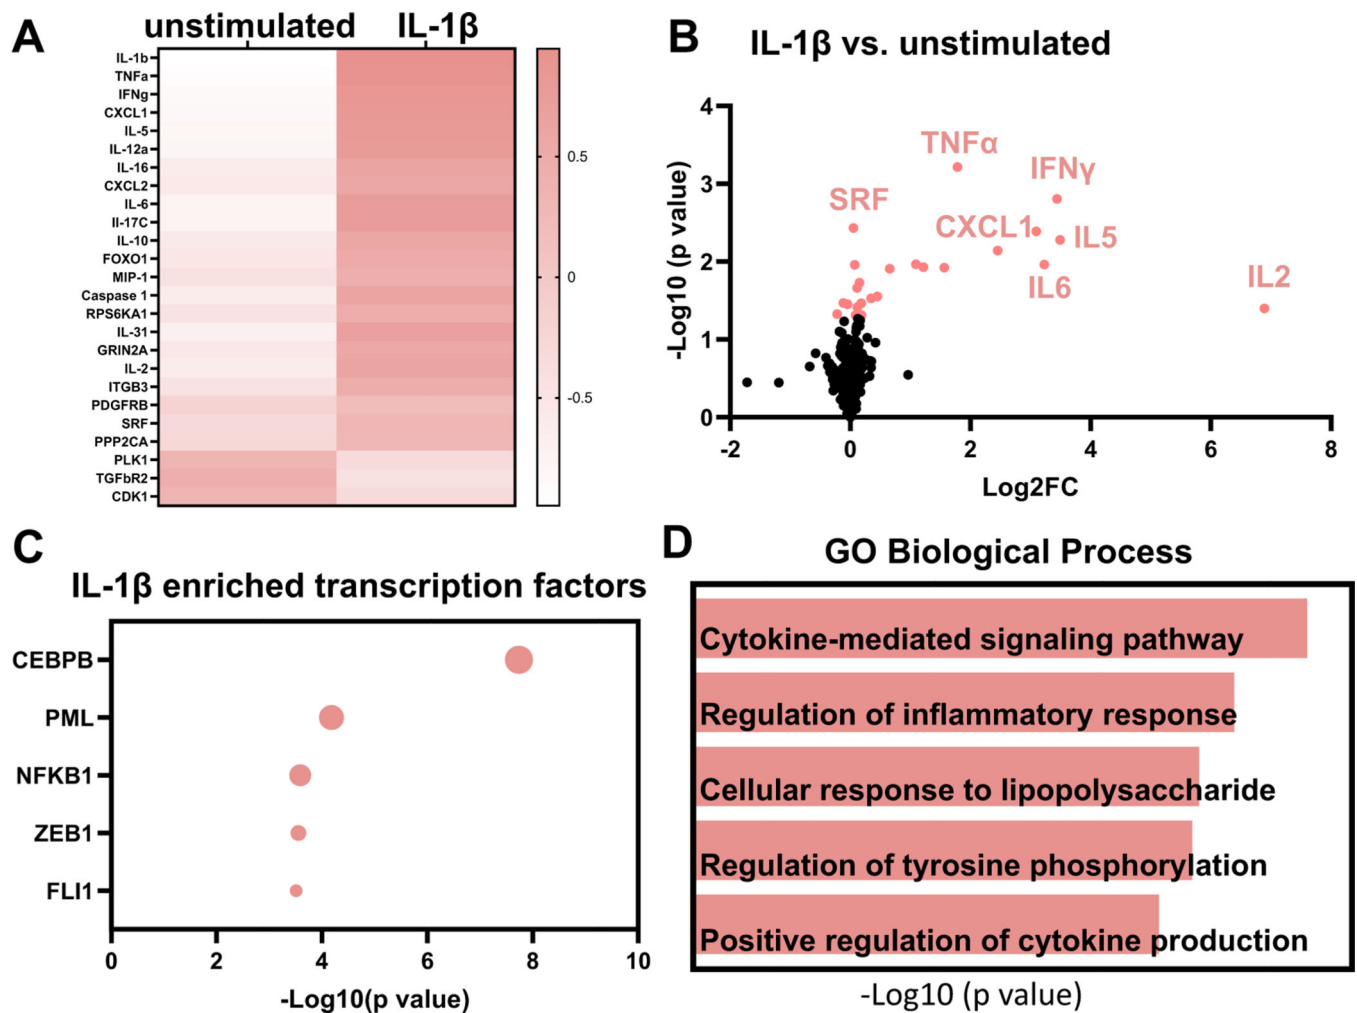 A
unstimulated IL-1β
IL-1b
TNFa
IFNg
CXCL1
IL-5
IL-12a
IL-16
CXCL2
IL-6
Il-17C
IL-10
FOXO1
MIP-1
Caspase 1
RPS6KA1
IL-31
GRIN2A
IL-2
ITGB3
PDGFRB
SRF
PPP2CA
PLK1
TGFbR2
CDK1
0.5
0
-0.5
B
IL-1β vs. unstimulated
-Log10 (p value)
4
3
2
1
0
TNFα
IFNγ
SRF
CXCL1
IL5
IL6
IL2
-2 0 2 4 6 8
Log2FC
C
IL-1β enriched transcription factors
CEBPB
PML
NFKB1
ZEB1
FLI1
0 2 4 6 8 10
-Log10(p value)
D
GO Biological Process
Cytokine-mediated signaling pathway
Regulation of inflammatory response
Cellular response to lipopolysaccharide
Regulation of tyrosine phosphorylation
Positive regulation of cytokine production
-Log10 (p value)